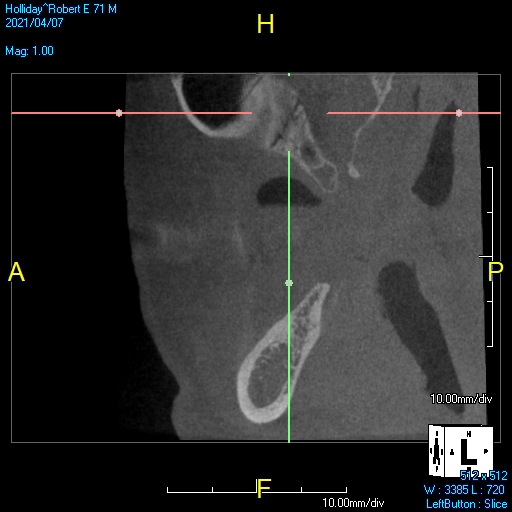 Holliday^Robert E 71 M
2021/04/07
Mag: 1.00
H
A
P
10.00mm/div
H
A
L
512 x 512
W : 3385 L : 720
LeftButton : Slice
F
10.00mm/div